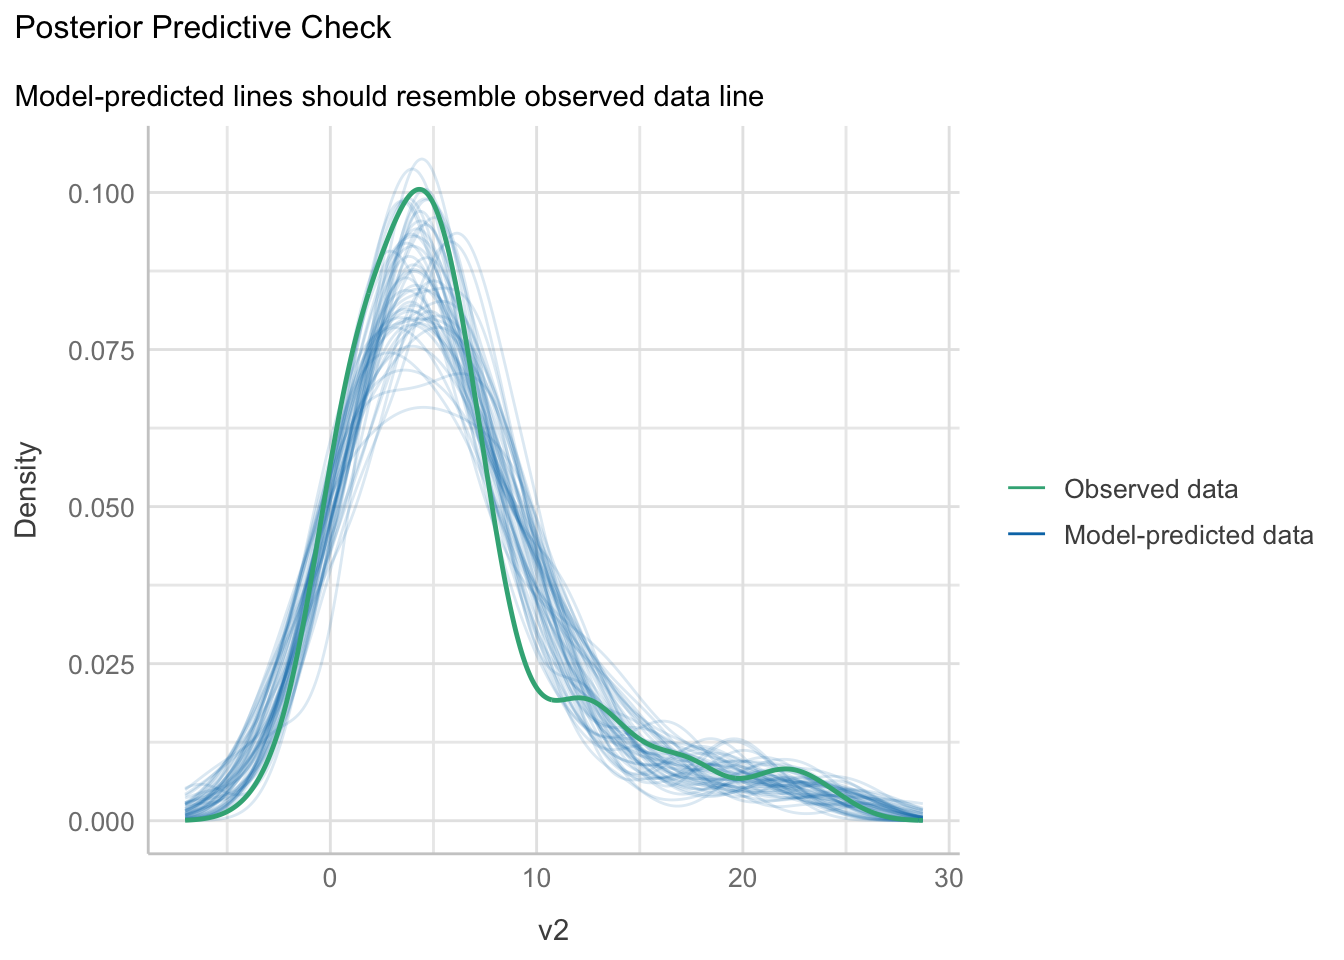 Posterior Predictive Check
Model-predicted lines should resemble observed data line
0.100
0.075
0.050
0.025
0.000
Density
0
10
20
30
v2
Observed data
Model-predicted data